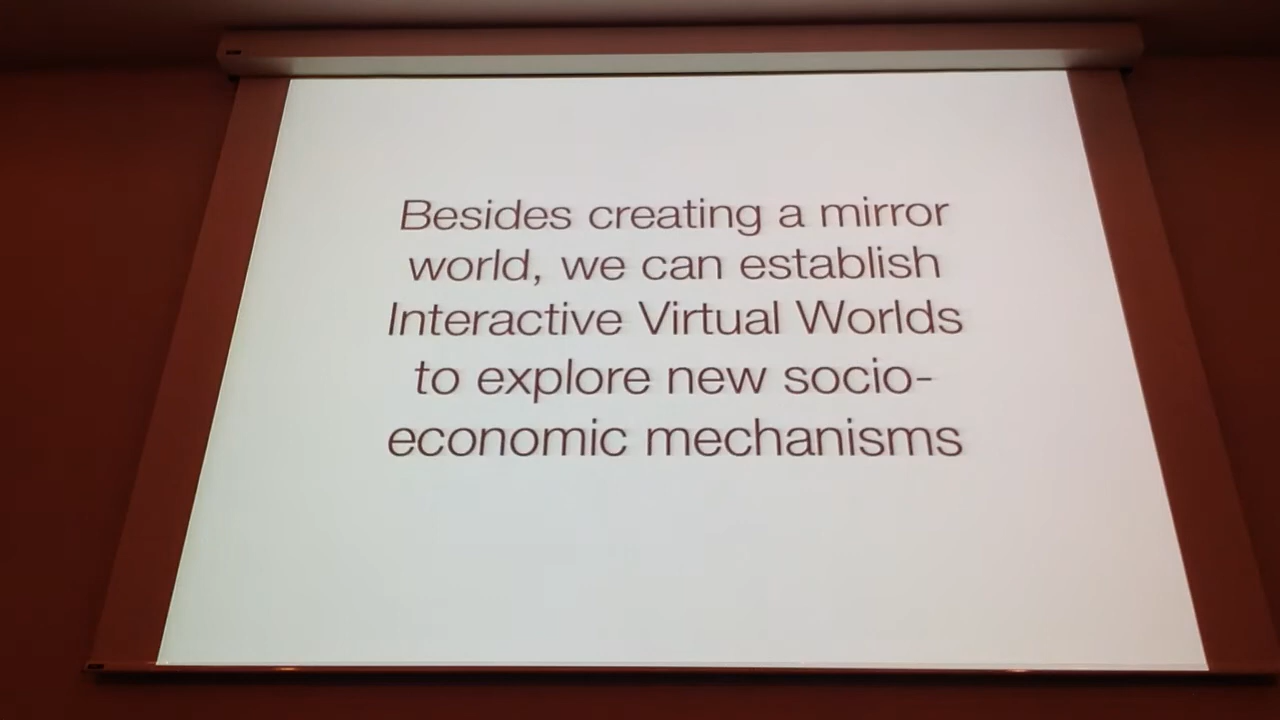 Besides creating a mirror
world, we can establish
Interactive Virtual Worlds
to explore new socio-
economic mechanisms